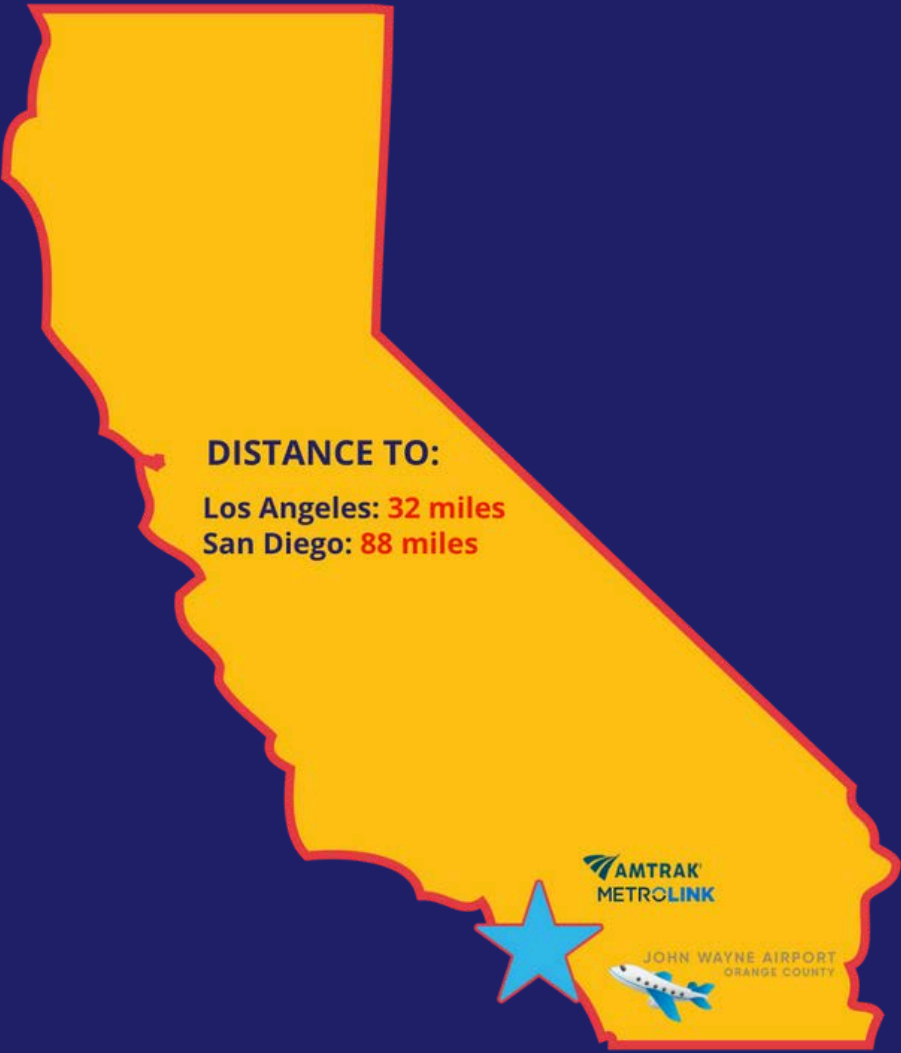 DISTANCE TO:
Los Angeles: 32 miles
San Diego: 88 miles
AMTRAK
METROLINK
JOHN WAYNE AIRPORT
ORANGE COUNTY